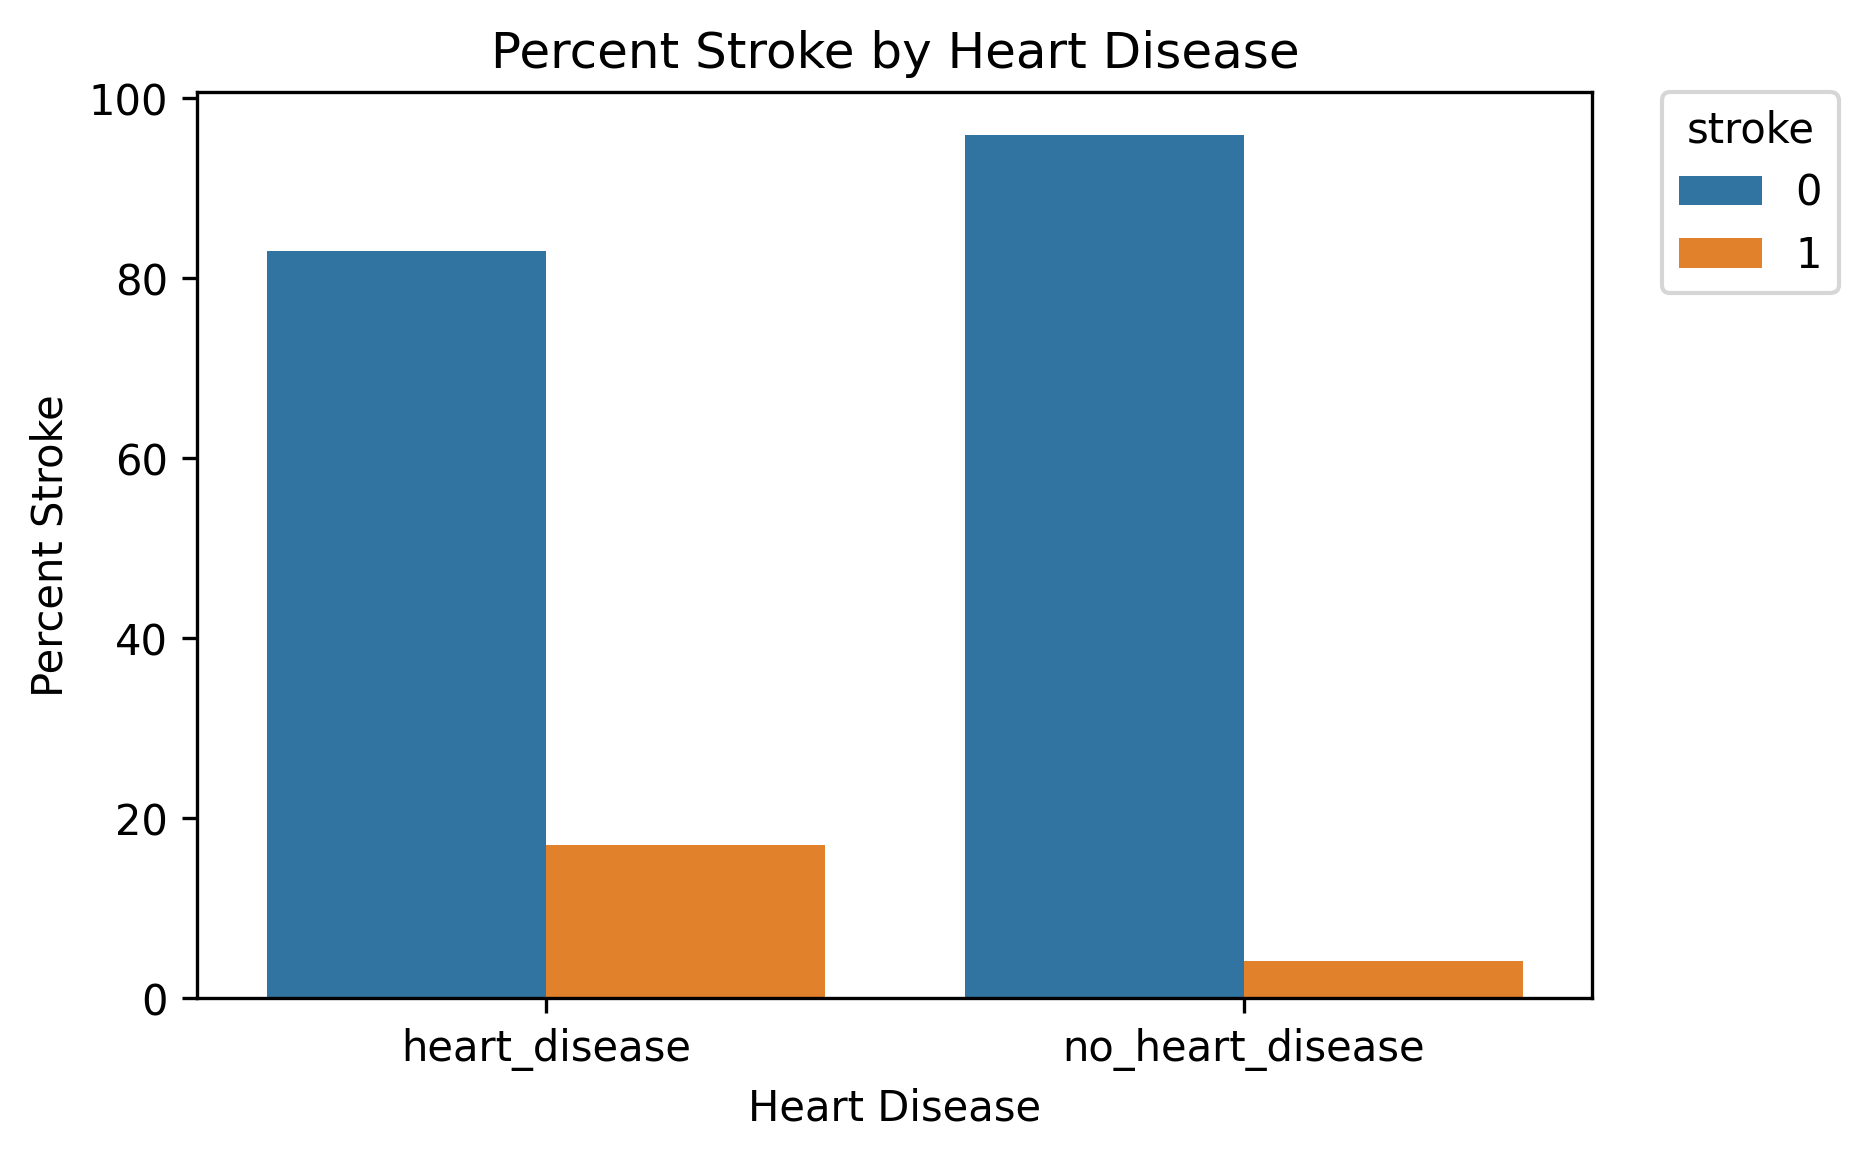 Percent Stroke by Heart Disease
Percent Stroke
100
80
60
40
20
0
heart_disease
no_heart_disease
Heart Disease
stroke
0
1